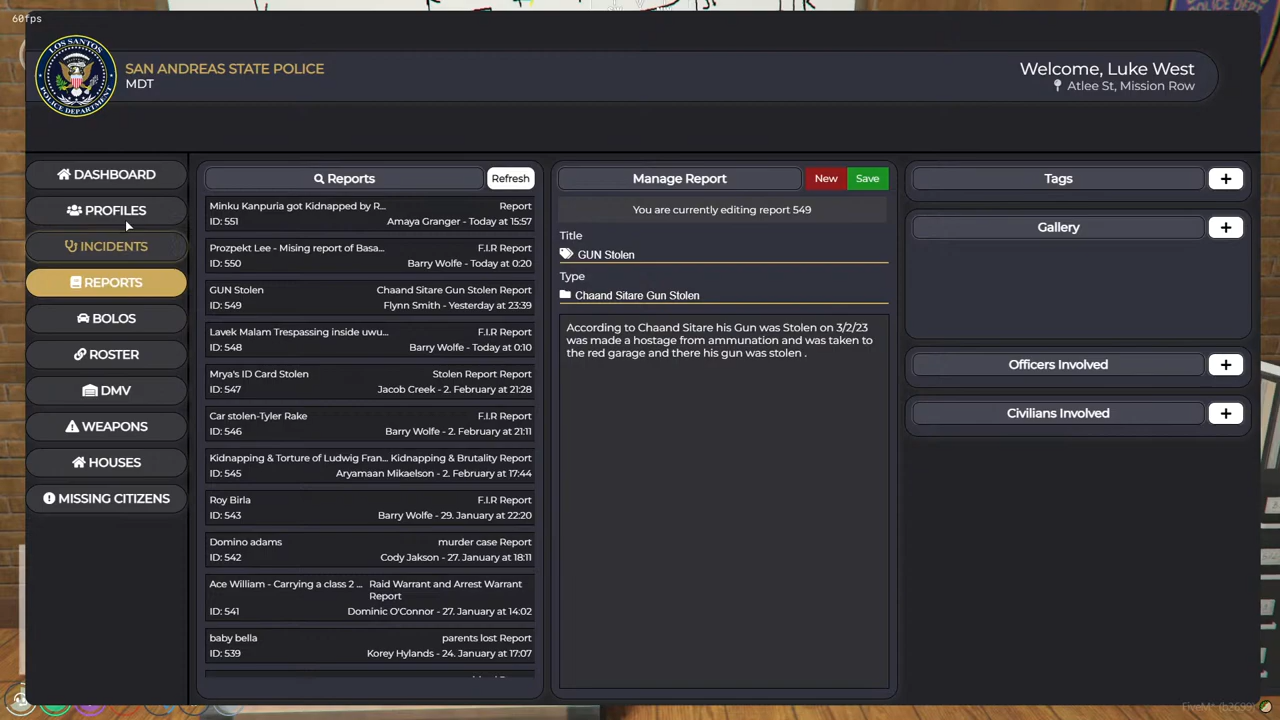 60fps
POLICE DEPT
LOS SANTOS
POLICE DEPARTMENT
SAN ANDREAS STATE POLICE
MDT
Welcome, Luke West
Atlee St, Mission Row
DASHBOARD
PROFILES
INCIDENTS
REPORTS
BOLOS
ROSTER
DMV
WEAPONS
HOUSES
MISSING CITIZENS
Reports
Refresh
Minku Kanpuria got Kidnapped by R... Report
ID: 551 Amaya Granger - Today at 15:57
Prozpekt Lee - Mising report of Basa... F.I.R Report
ID: 550 Barry Wolfe - Today at 0:20
GUN Stolen Chaand Sitare Gun Stolen Report
ID: 549 Flynn Smith - Yesterday at 23:39
Lavek Malam Trespassing inside uwu... F.I.R Report
ID: 548 Barry Wolfe - Today at 0:10
Mrya's ID Card Stolen Stolen Report Report
ID: 547 Jacob Creek - 2. February at 21:28
Car stolen-Tyler Rake F.I.R Report
ID: 546 Barry Wolfe - 2. February at 21:11
Kidnapping & Torture of Ludwig Fran... Kidnapping & Brutality Report
ID: 545 Aryamaan Mikaelson - 2. February at 17:44
Roy Birla F.I.R Report
ID: 543 Barry Wolfe - 29. January at 22:20
Domino adams murder case Report
ID: 542 Cody Jakson - 27. January at 18:11
Ace William - Carrying a class 2 ... Raid Warrant and Arrest Warrant
Report
ID: 541 Dominic O'Connor - 27. January at 14:02
baby bella parents lost Report
ID: 539 Korey Hylands - 24. January at 17:07
Manage Report
New
Save
You are currently editing report 549
Title
GUN Stolen
Type
Chaand Sitare Gun Stolen
According to Chaand Sitare his Gun was Stolen on 3/2/23
was made a hostage from ammunation and was taken to
the red garage and there his gun was stolen .
Tags
+
Gallery
+
Officers Involved
+
Civilians Involved
+
FiveM* (b2699)